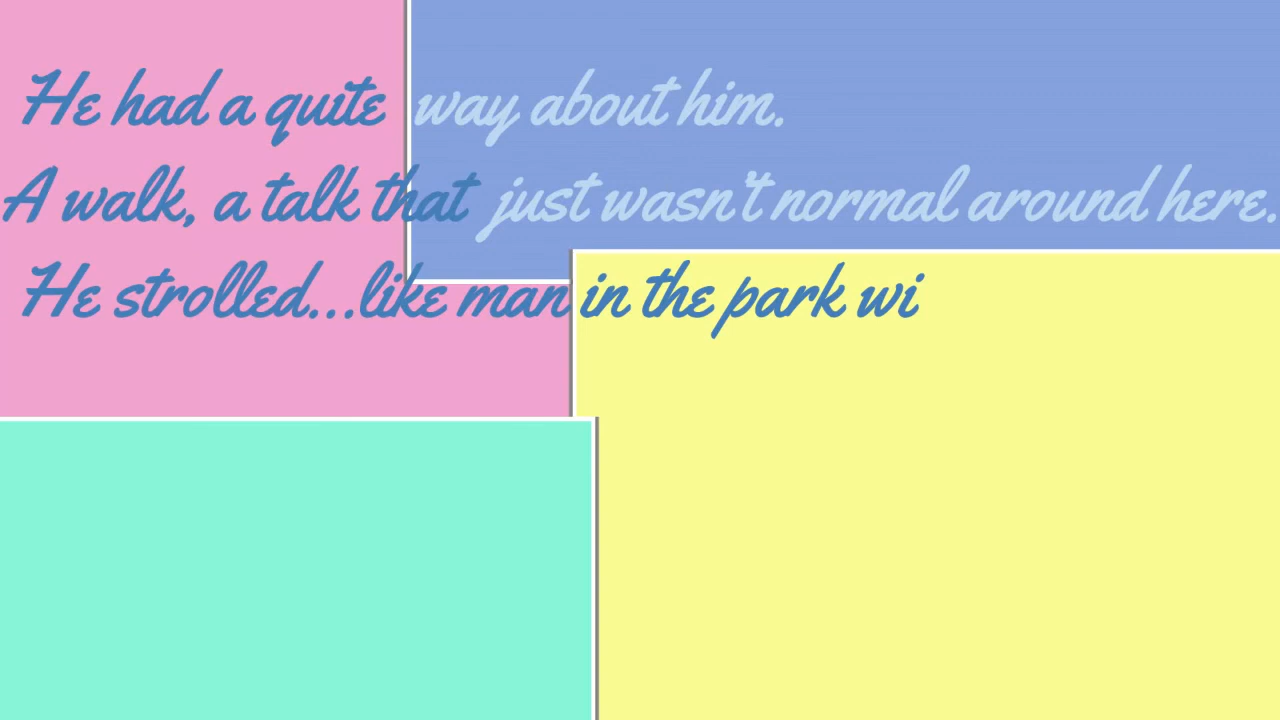 He had a quite way about him.
A walk, a talk that just wasn't normal around here.
He strolled...like man in the park wi